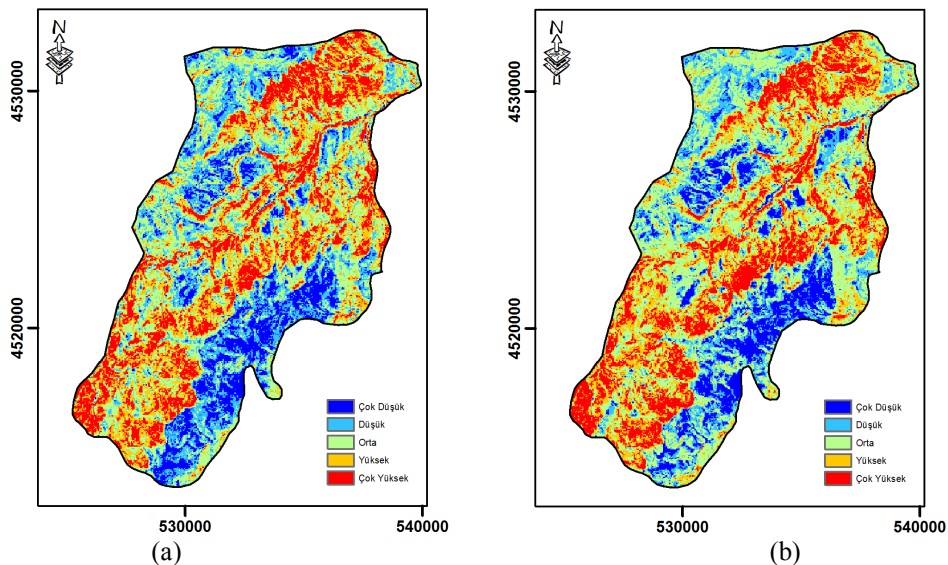 N
4530000
4520000
Çok Düşük
Düşük
Orta
Yüksek
Çok Yüksek
530000
540000
(a)
N
4530000
4520000
Çok Düşük
Düşük
Orta
Yüksek
Çok Yüksek
530000
540000
(b)